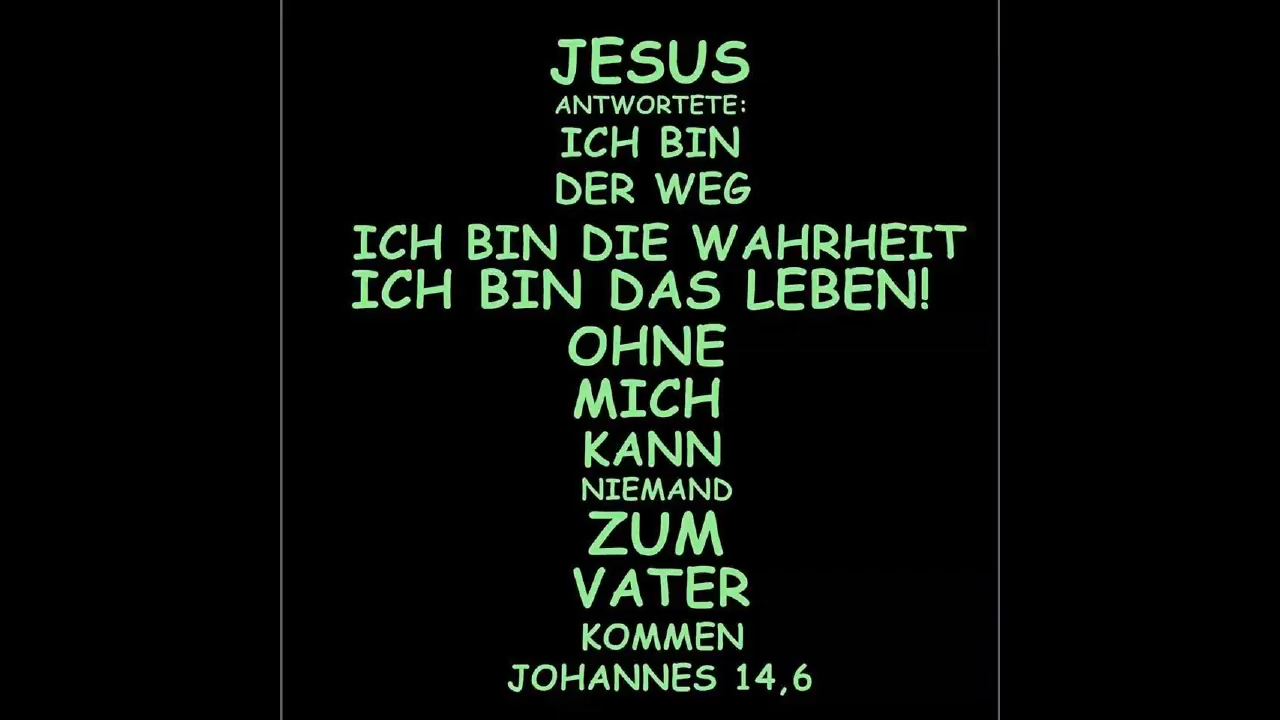 JESUS
ANTWORTETE:
ICH BIN
DER WEG
ICH BIN DIE WAHRHEIT
ICH BIN DAS LEBEN!
OHNE
MICH
KANN
NIEMAND
ZUM
VATER
KOMMEN
JOHANNES 14,6